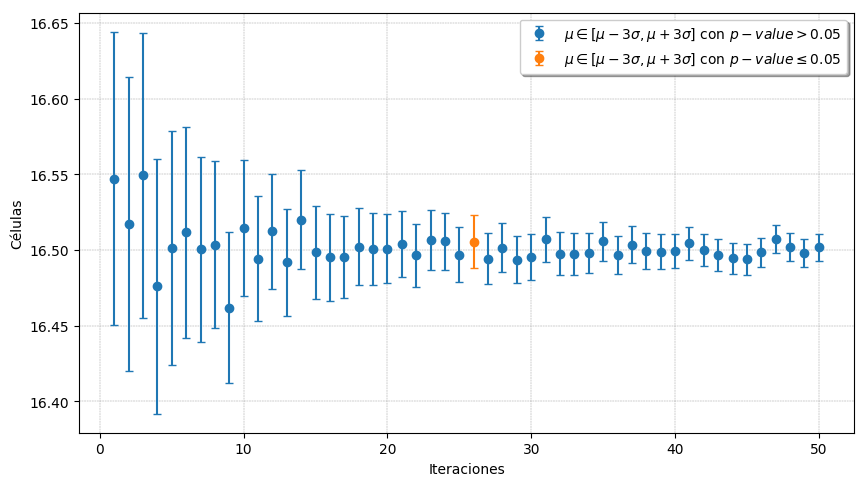 16.65
16.60
16.55
16.50
16.45
16.40
Células
0 10 20 30 40 50
Iteraciones
μ ∈ [μ − 3σ, μ + 3σ] con p − value > 0.05
μ ∈ [μ − 3σ, μ + 3σ] con p − value ≤ 0.05